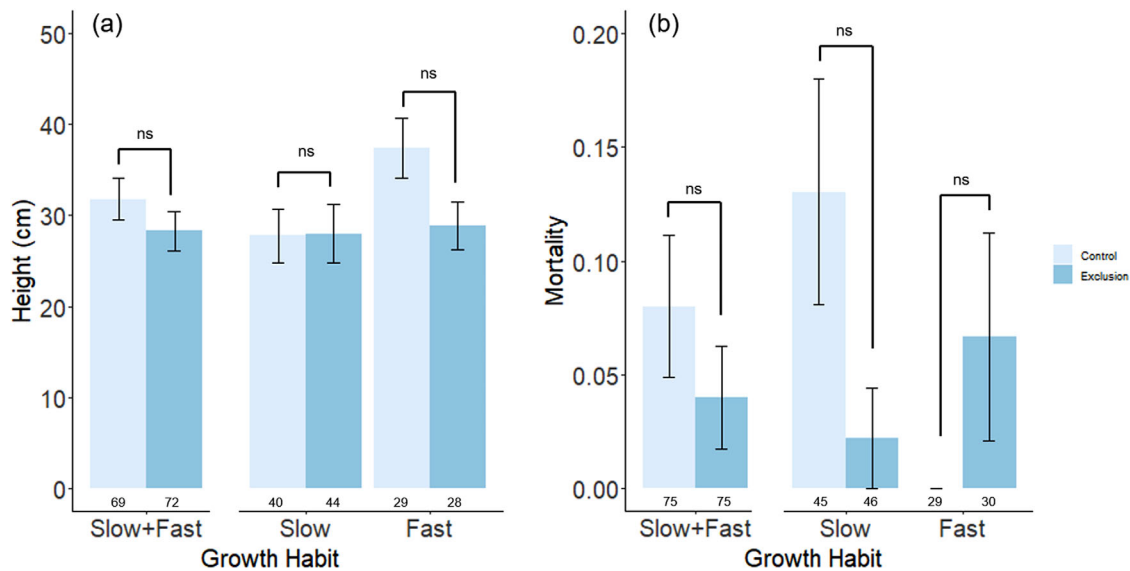 (a)
50
40
30
20
10
0
Height (cm)
ns
ns
ns
69 72 40 44 29 28
Slow+Fast Slow Fast
Growth Habit
(b)
0.20
0.15
0.10
0.05
0.00
Mortality
ns
ns
ns
75 75 45 46 29 30
Slow+Fast Slow Fast
Growth Habit
Control
Exclusion